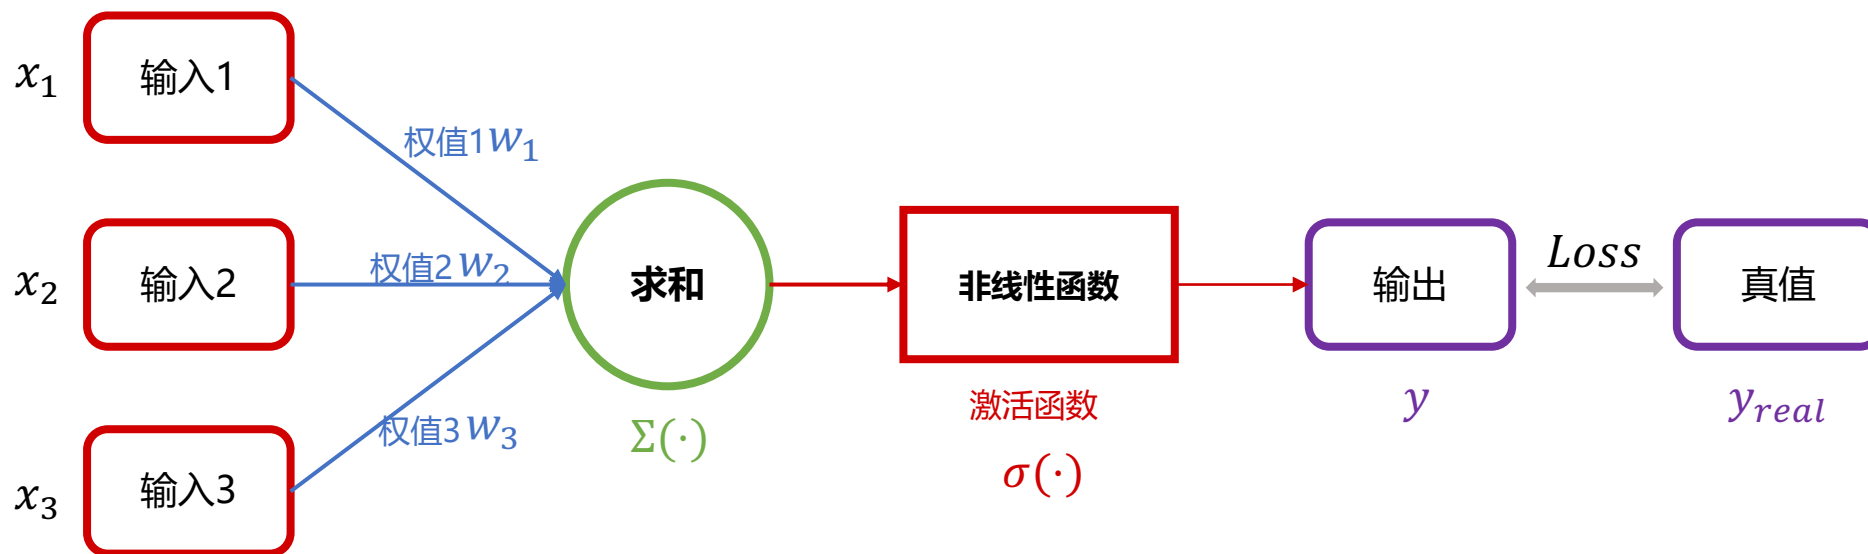 x₁ 输入1
权值1 w₁
x₂ 输入2
权值2 w₂
x₃ 输入3
权值3 w₃
求和
Σ(·)
非线性函数
激活函数
σ(·)
输出
y
Loss
真值
y_real